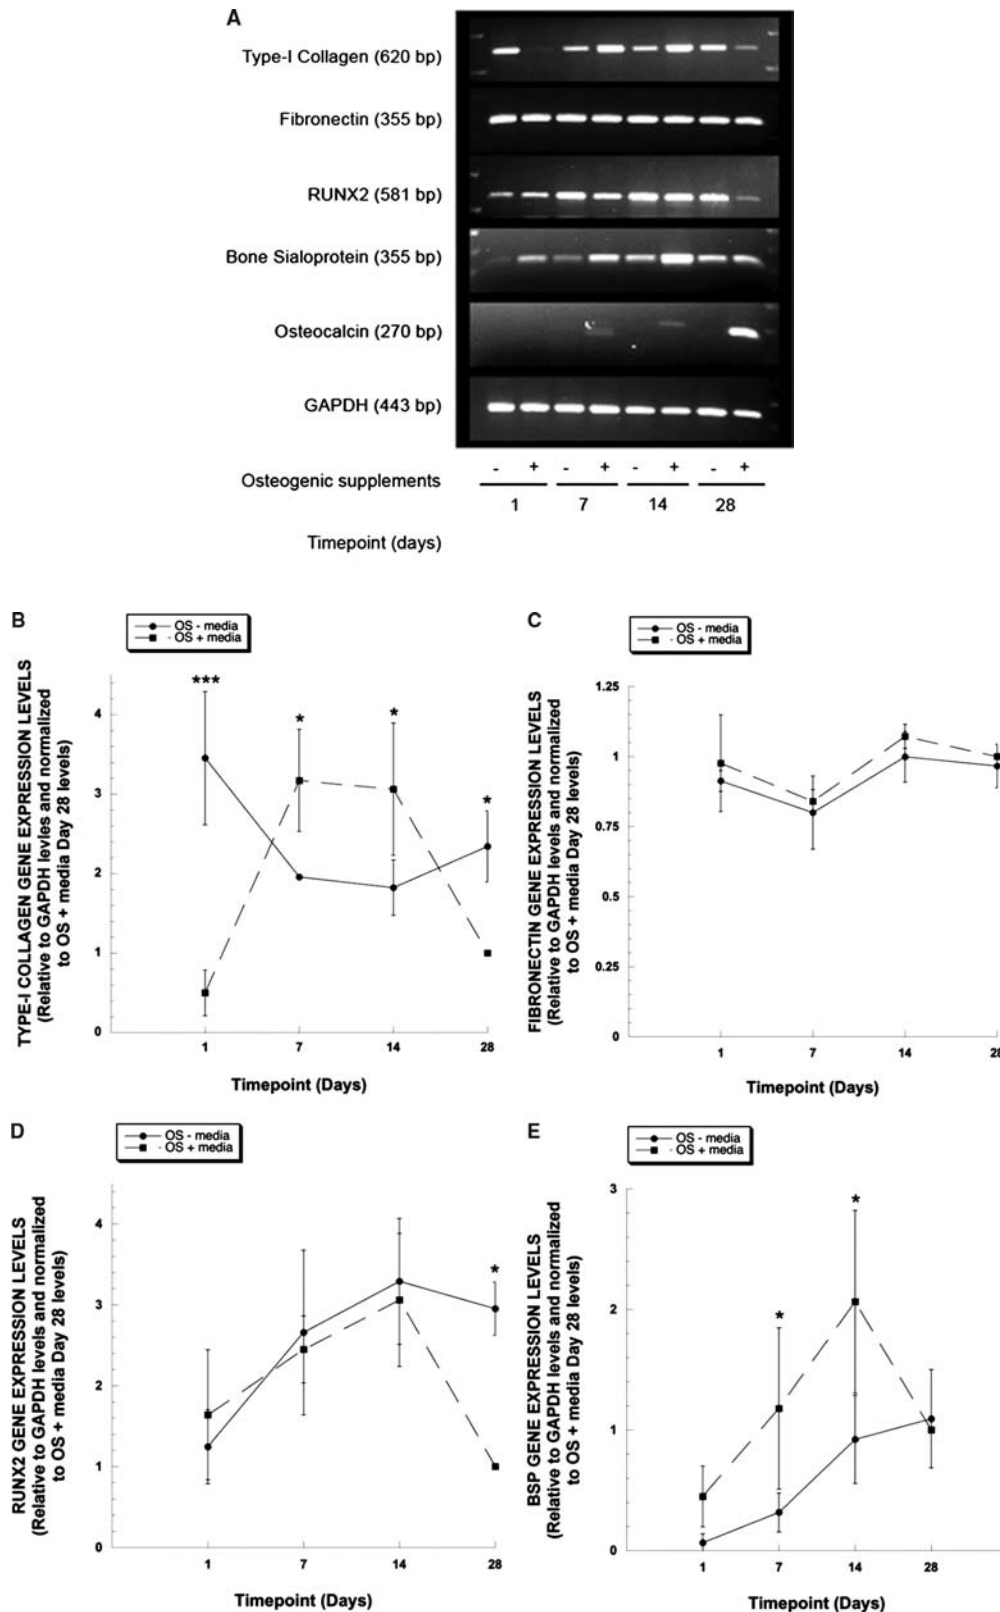 A
Type-I Collagen (620 bp)
Fibronectin (355 bp)
RUNX2 (581 bp)
Bone Sialoprotein (355 bp)
Osteocalcin (270 bp)
GAPDH (443 bp)
- + - + - + - +
Osteogenic supplements
1 7 14 28
Timepoint (days)
B
OS - media
- OS + media
TYPE-I COLLAGEN GENE EXPRESSION LEVELS
(Relative to GAPDH levles and normalized
to OS + media Day 28 levels)
4
3
2
1
0
***
*
*
*
1 7 14 28
Timepoint (Days)
C
OS - media
- OS + media
FIBRONECTIN GENE EXPRESSION LEVELS
(Relative to GAPDH levels and normalized
to OS + media Day 28 levels)
1.25
1
0.75
0.5
0.25
0
1 7 14 28
Timepoint (Days)
D
OS - media
- OS + media
RUNX2 GENE EXPRESSION LEVELS
(Relative to GAPDH levels and normalized
to OS + media Day 28 levels)
4
3
2
1
0
*
1 7 14 28
Timepoint (Days)
E
OS - media
- OS + media
BSP GENE EXPRESSION LEVELS
(Relative to GAPDH levels and normalized
to OS + media Day 28 levels)
3
2
1
0
*
*
1 7 14 28
Timepoint (Days)